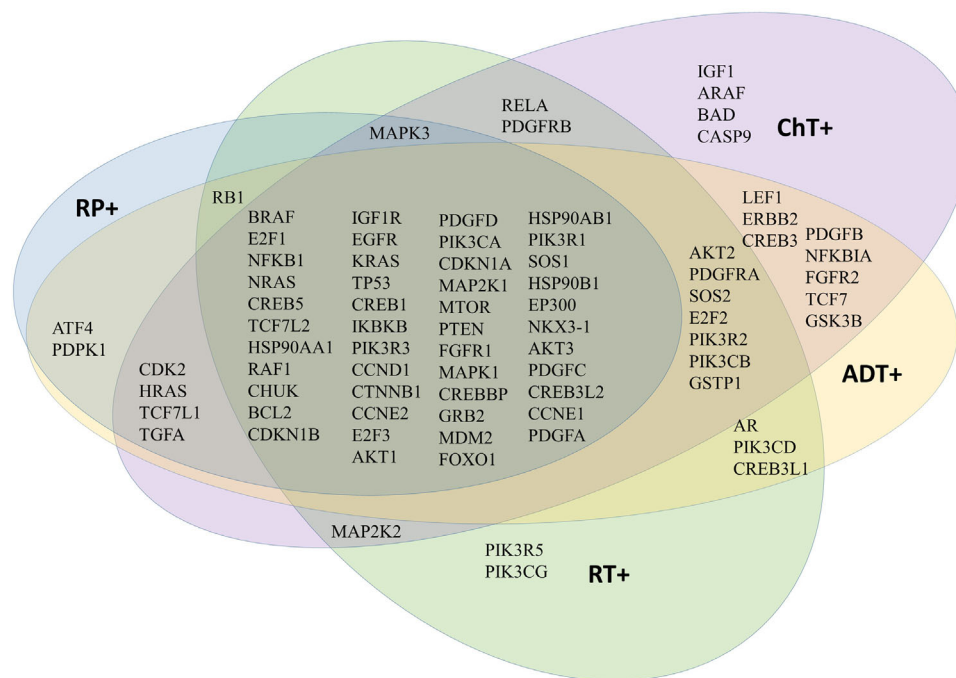 IGF1
ARAF
BAD
CASP9
ChT+
RELA
PDGFRB
MAPK3
RP+
RB1
BRAF
E2F1
NFKB1
NRAS
CREB5
TCF7L2
HSP90AA1
RAF1
CHUK
BCL2
CDKN1B
IGF1R
EGFR
KRAS
TP53
CREB1
IKBKB
PIK3R3
CCND1
CTNNB1
CCNE2
E2F3
AKT1
PDGFD
PIK3CA
CDKN1A
MAP2K1
MTOR
PTEN
FGFR1
MAPK1
CREBBP
GRB2
MDM2
FOXO1
HSP90AB1
PIK3R1
SOS1
HSP90B1
EP300
NKX3-1
AKT3
PDGFC
CREB3L2
CCNE1
PDGFA
LEF1
ERBB2
CREB3
PDGFB
NFKBIA
FGFR2
TCF7
GSK3B
AKT2
PDGFRA
SOS2
E2F2
PIK3R2
PIK3CB
GSTP1
ATF4
PDPK1
CDK2
HRAS
TCF7L1
TGFA
ADT+
AR
PIK3CD
CREB3L1
MAP2K2
PIK3R5
PIK3CG
RT+